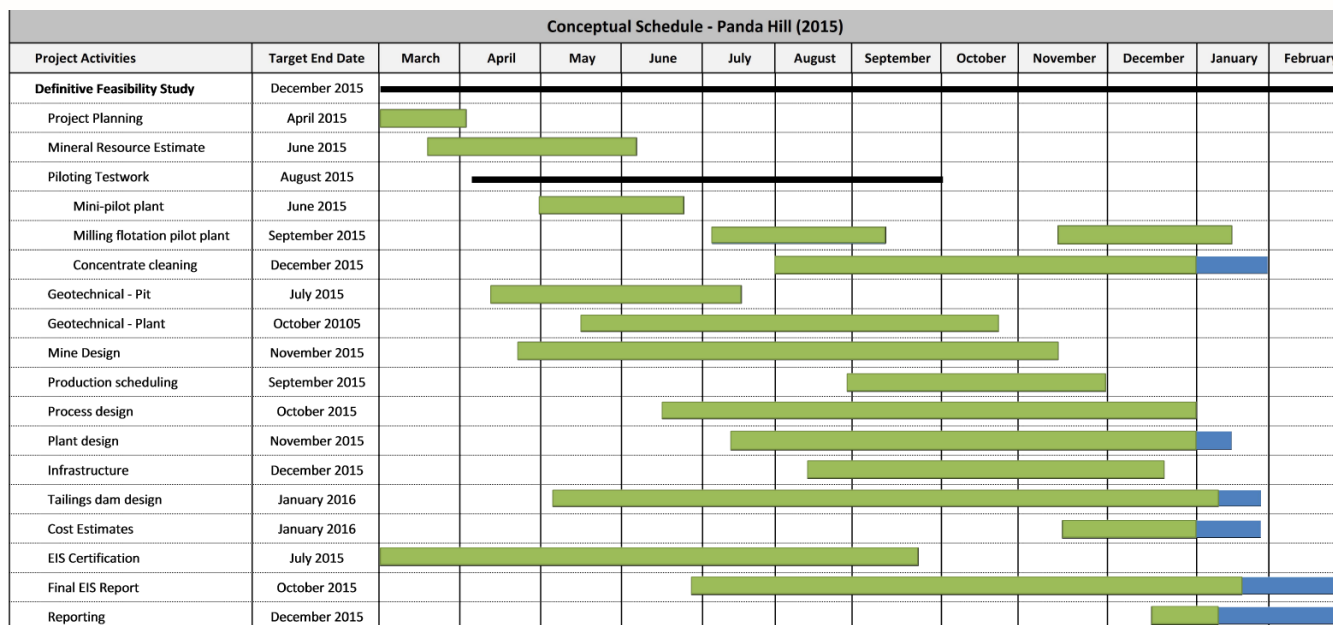 Conceptual Schedule - Panda Hill (2015)
Project Activities Target End Date March April May June July August September October November December January February
Definitive Feasibility Study December 2015
Project Planning April 2015
Mineral Resource Estimate June 2015
Piloting Testwork August 2015
Mini-pilot plant June 2015
Milling flotation pilot plant September 2015
Concentrate cleaning December 2015
Geotechnical - Pit July 2015
Geotechnical - Plant October 20105
Mine Design November 2015
Production scheduling September 2015
Process design October 2015
Plant design November 2015
Infrastructure December 2015
Tailings dam design January 2016
Cost Estimates January 2016
EIS Certification July 2015
Final EIS Report October 2015
Reporting December 2015